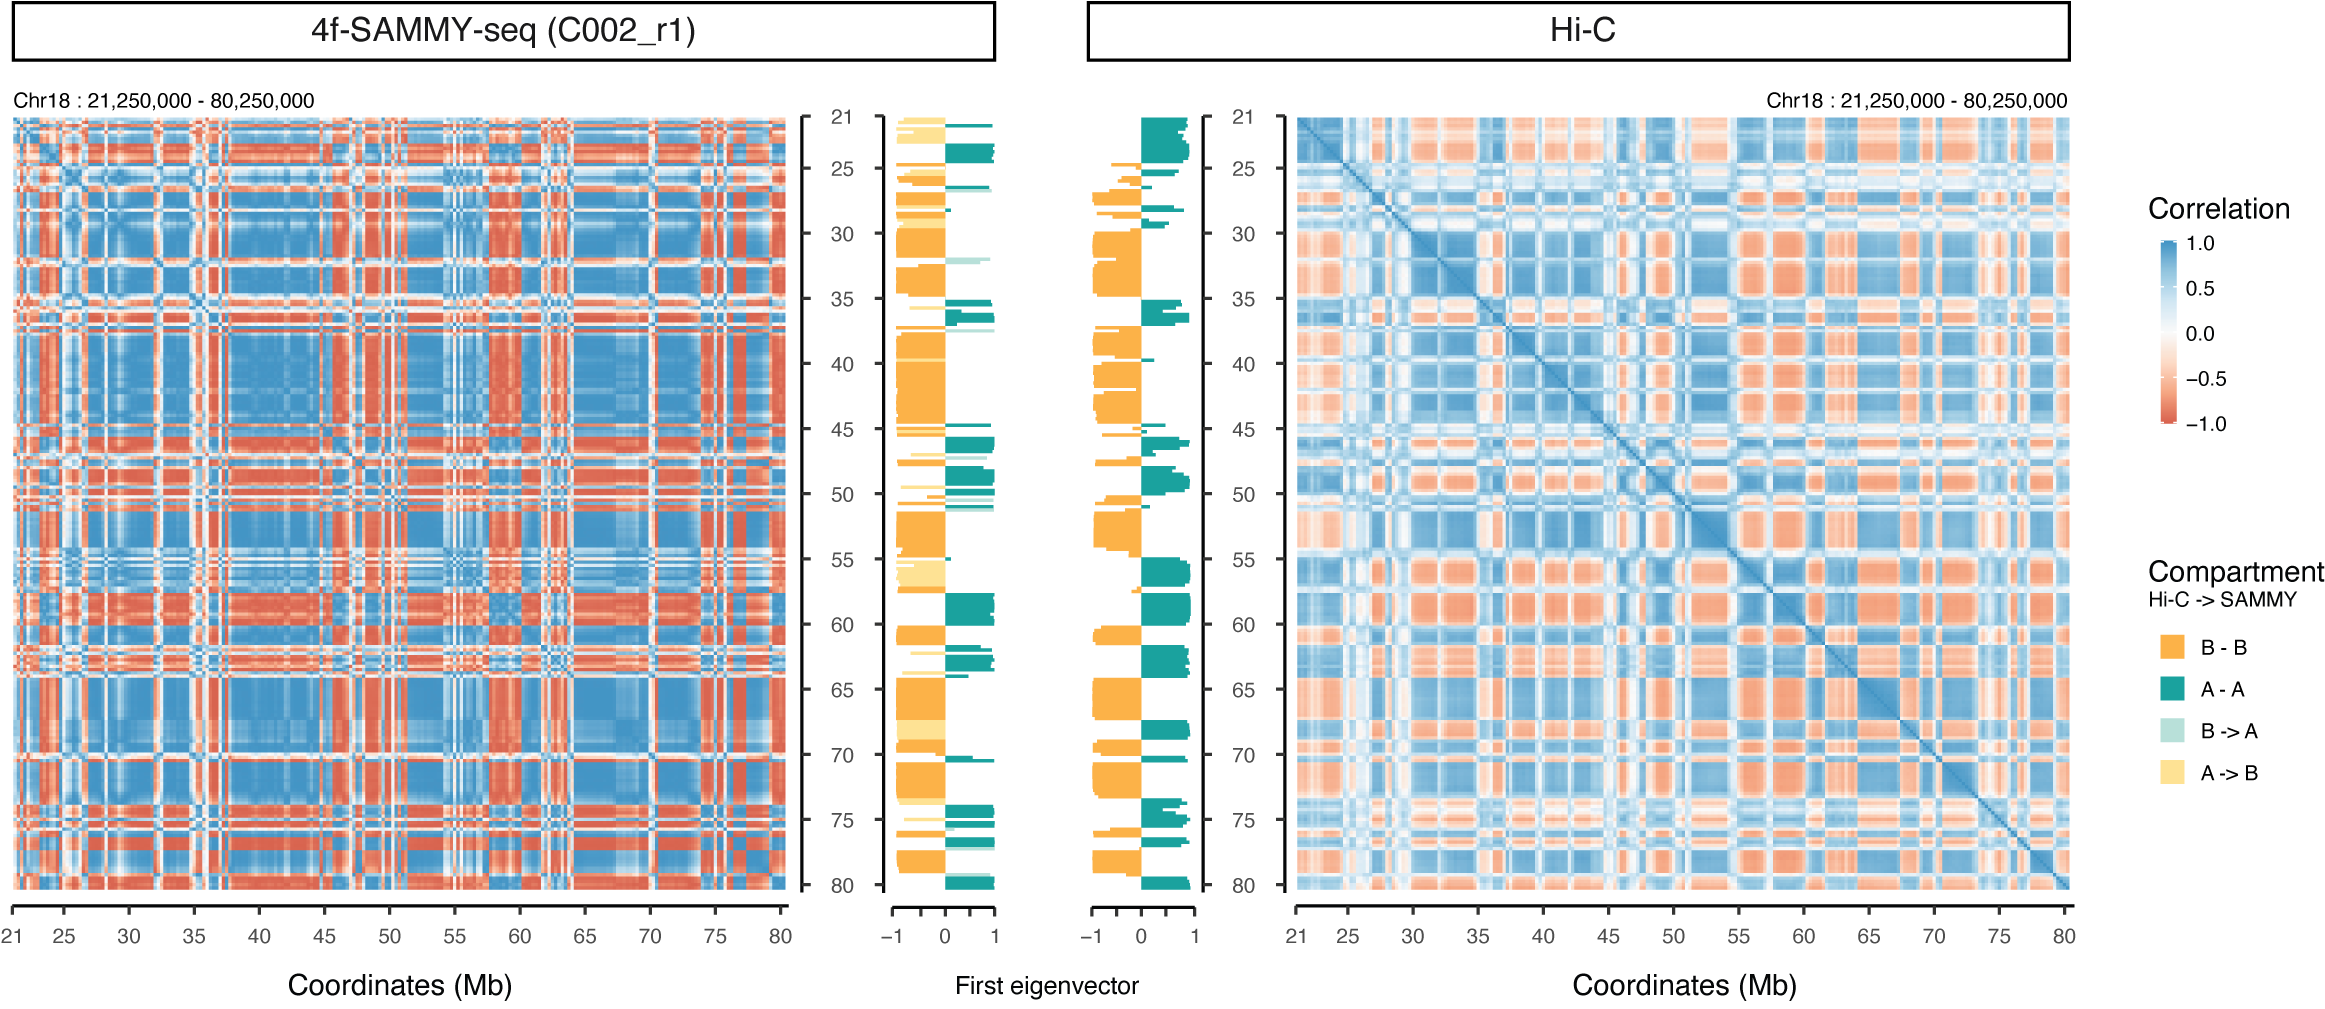 4f-SAMMY-seq (C002_r1)
Hi-C
Chr18 : 21,250,000 - 80,250,000
Chr18 : 21,250,000 - 80,250,000
21
25
30
35
40
45
50
55
60
65
70
75
80
21
25
30
35
40
45
50
55
60
65
70
75
80
21 25 30 35 40 45 50 55 60 65 70 75 80
−1 0 1
−1 0 1
21 25 30 35 40 45 50 55 60 65 70 75 80
Coordinates (Mb)
First eigenvector
Coordinates (Mb)
Correlation
1.0
0.5
0.0
−0.5
−1.0
Compartment
Hi-C -> SAMMY
B - B
A - A
B -> A
A -> B